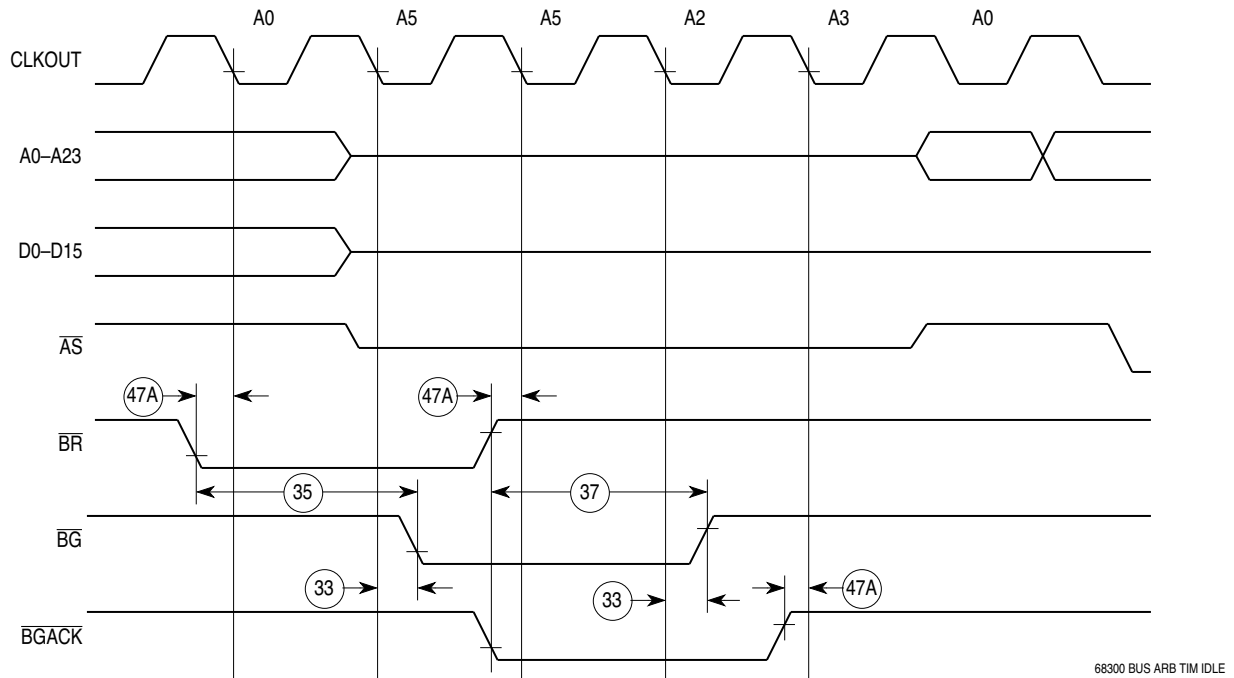 A0 A5 A5 A2 A3 A0
CLKOUT
A0–A23
D0–D15
AS
47A 47A
BR
35 37
BG
33 33 47A
BGACK
68300 BUS ARB TIM IDLE